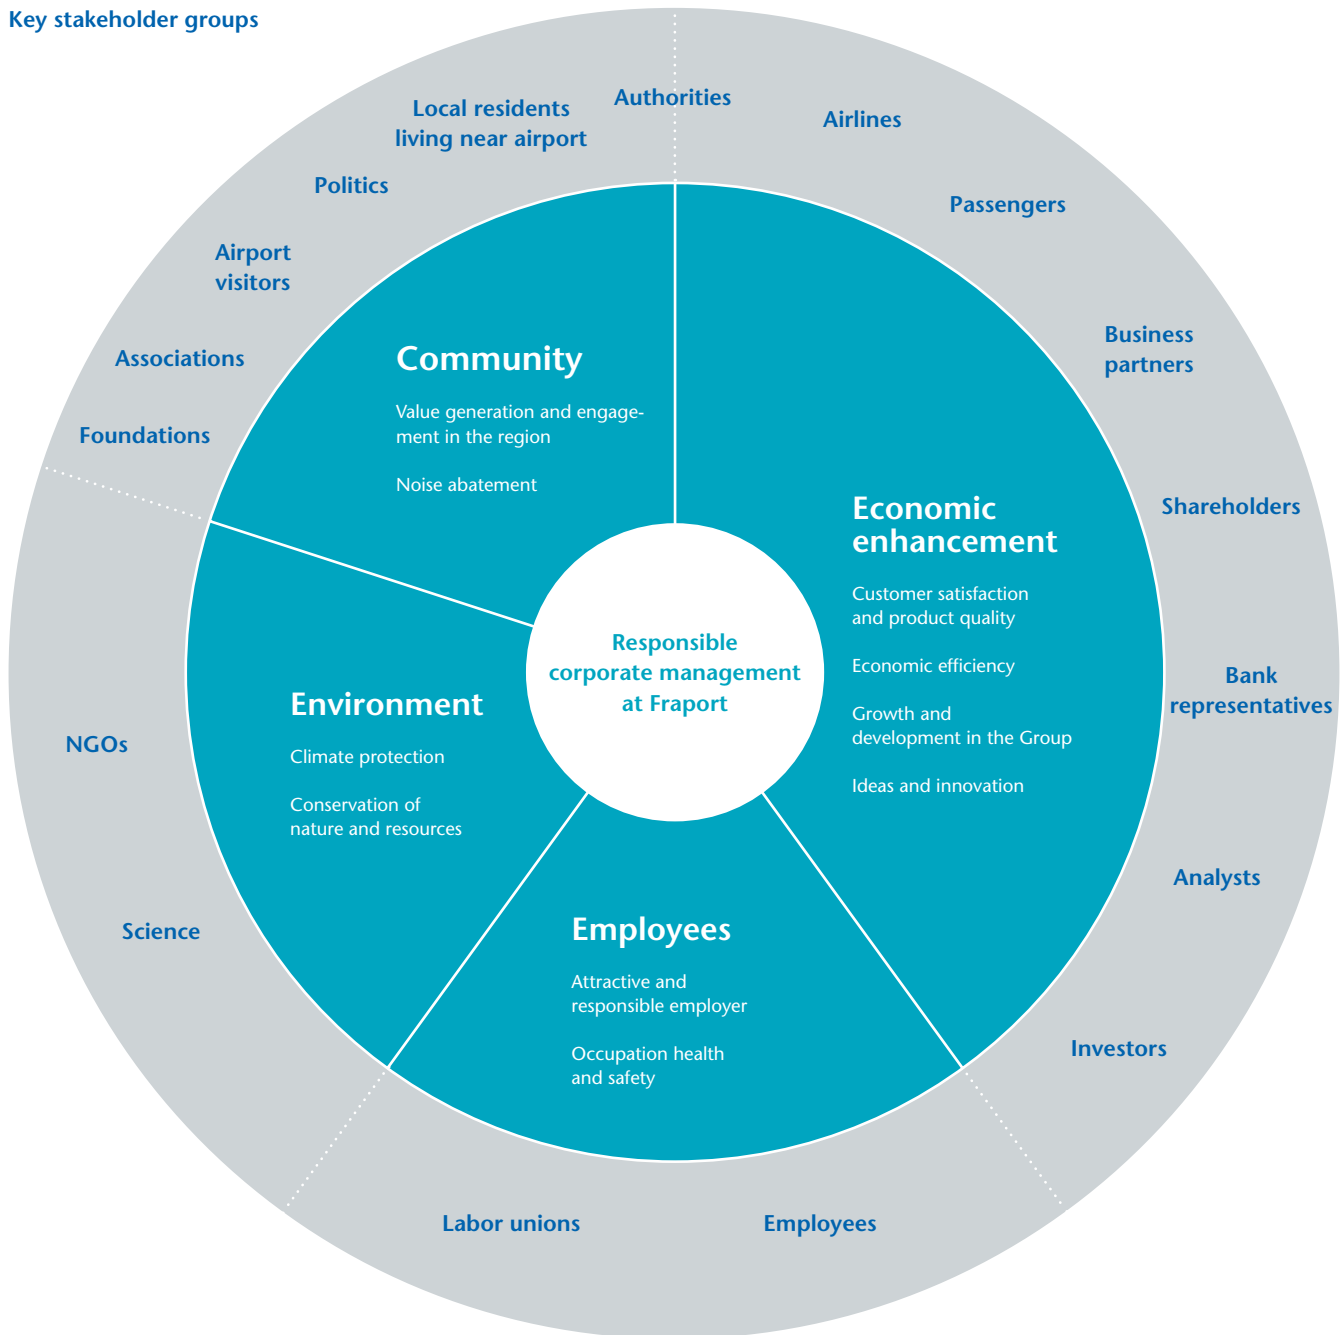 Key stakeholder groups
Authorities
Airlines
Passengers
Business
partners
Shareholders
Bank
representatives
Analysts
Investors
Employees
Labor unions
Science
NGOs
Foundations
Associations
Airport
visitors
Politics
Local residents
living near airport
Community
Value generation and engage-
ment in the region
Noise abatement
Economic
enhancement
Customer satisfaction
and product quality
Economic efficiency
Growth and
development in the Group
Ideas and innovation
Employees
Attractive and
responsible employer
Occupation health
and safety
Environment
Climate protection
Conservation of
nature and resources
Responsible
corporate management
at Fraport